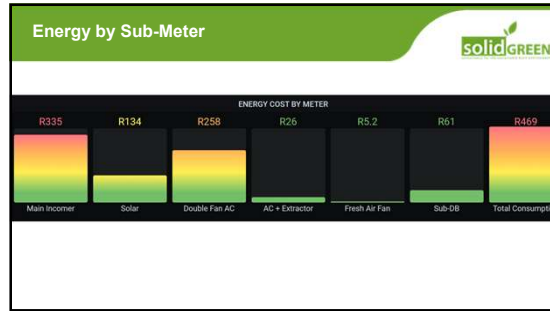 Energy by Sub-Meter
solidGREEN
ENERGY COST BY METER
R335 R134 R258 R26 R5.2 R61 R469
Main Incomer Solar Double Fan AC AC + Extractor Fresh Air Fan Sub-DB Total Consumpti